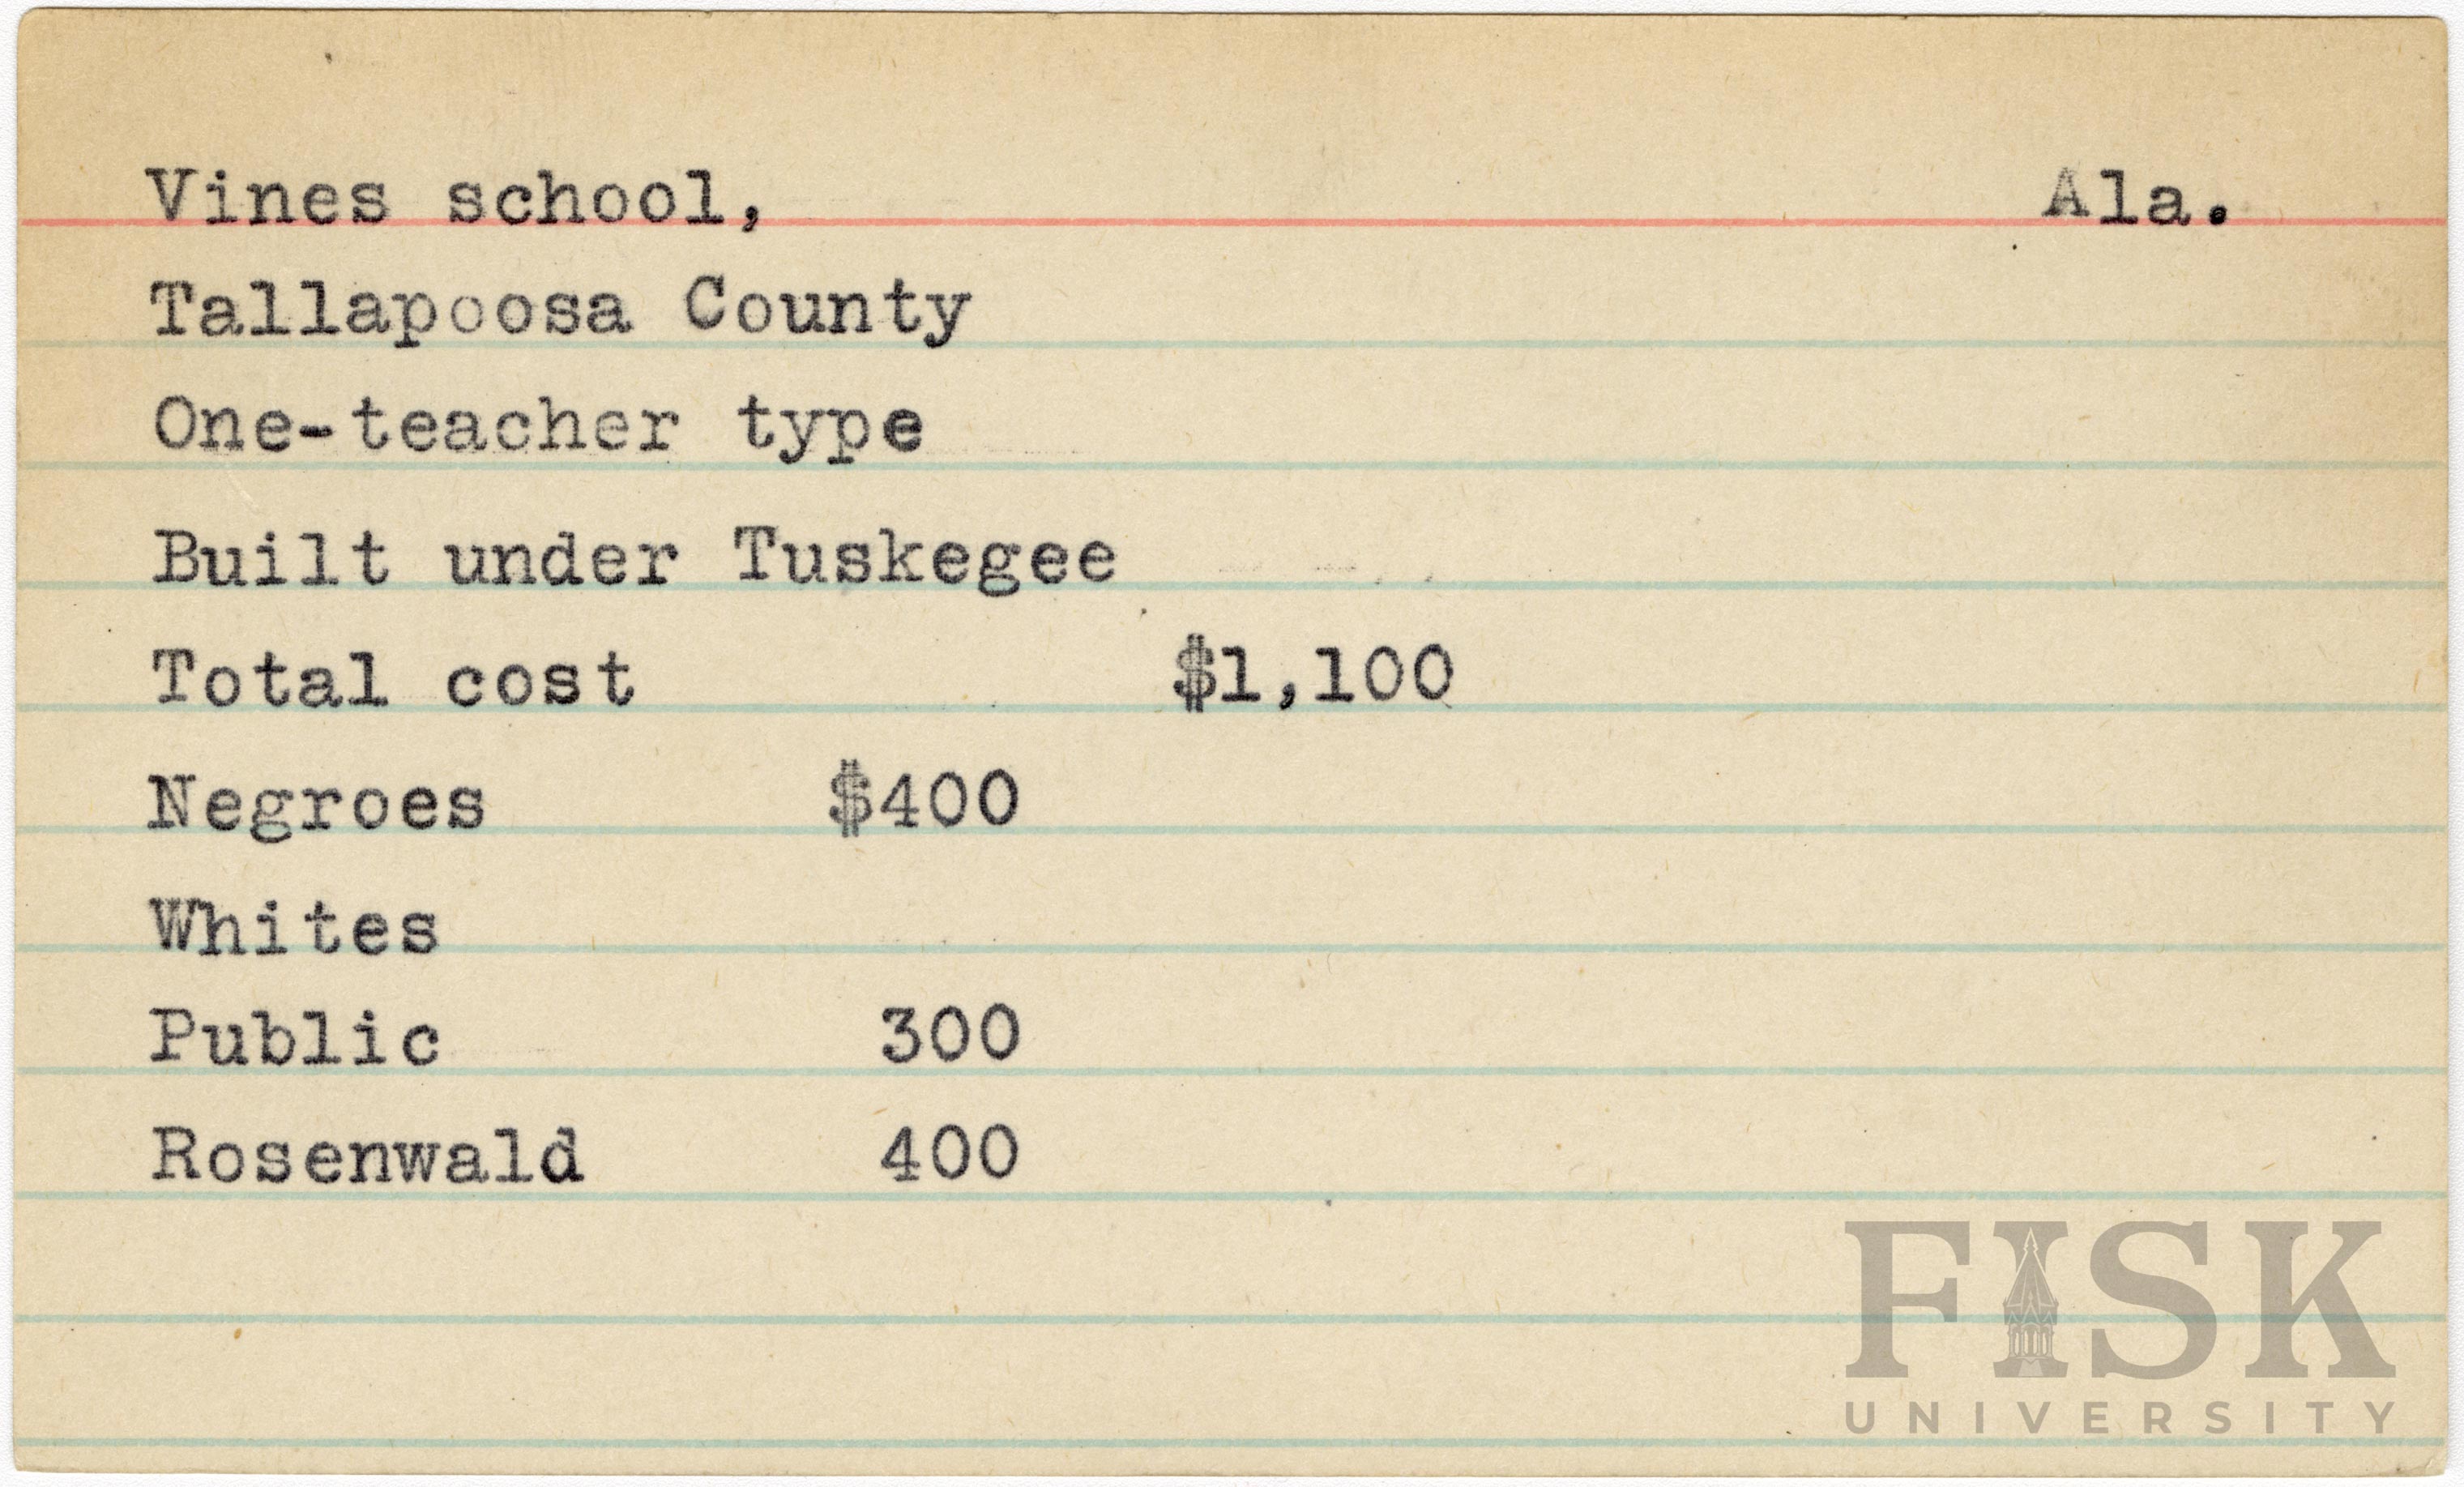 Vines school, Ala.
Tallapoosa County
One-teacher type
Built under Tuskegee
Total cost $1,100
Negroes $400
Whites
Public 300
Rosenwald 400
FISK
UNIVERSITY